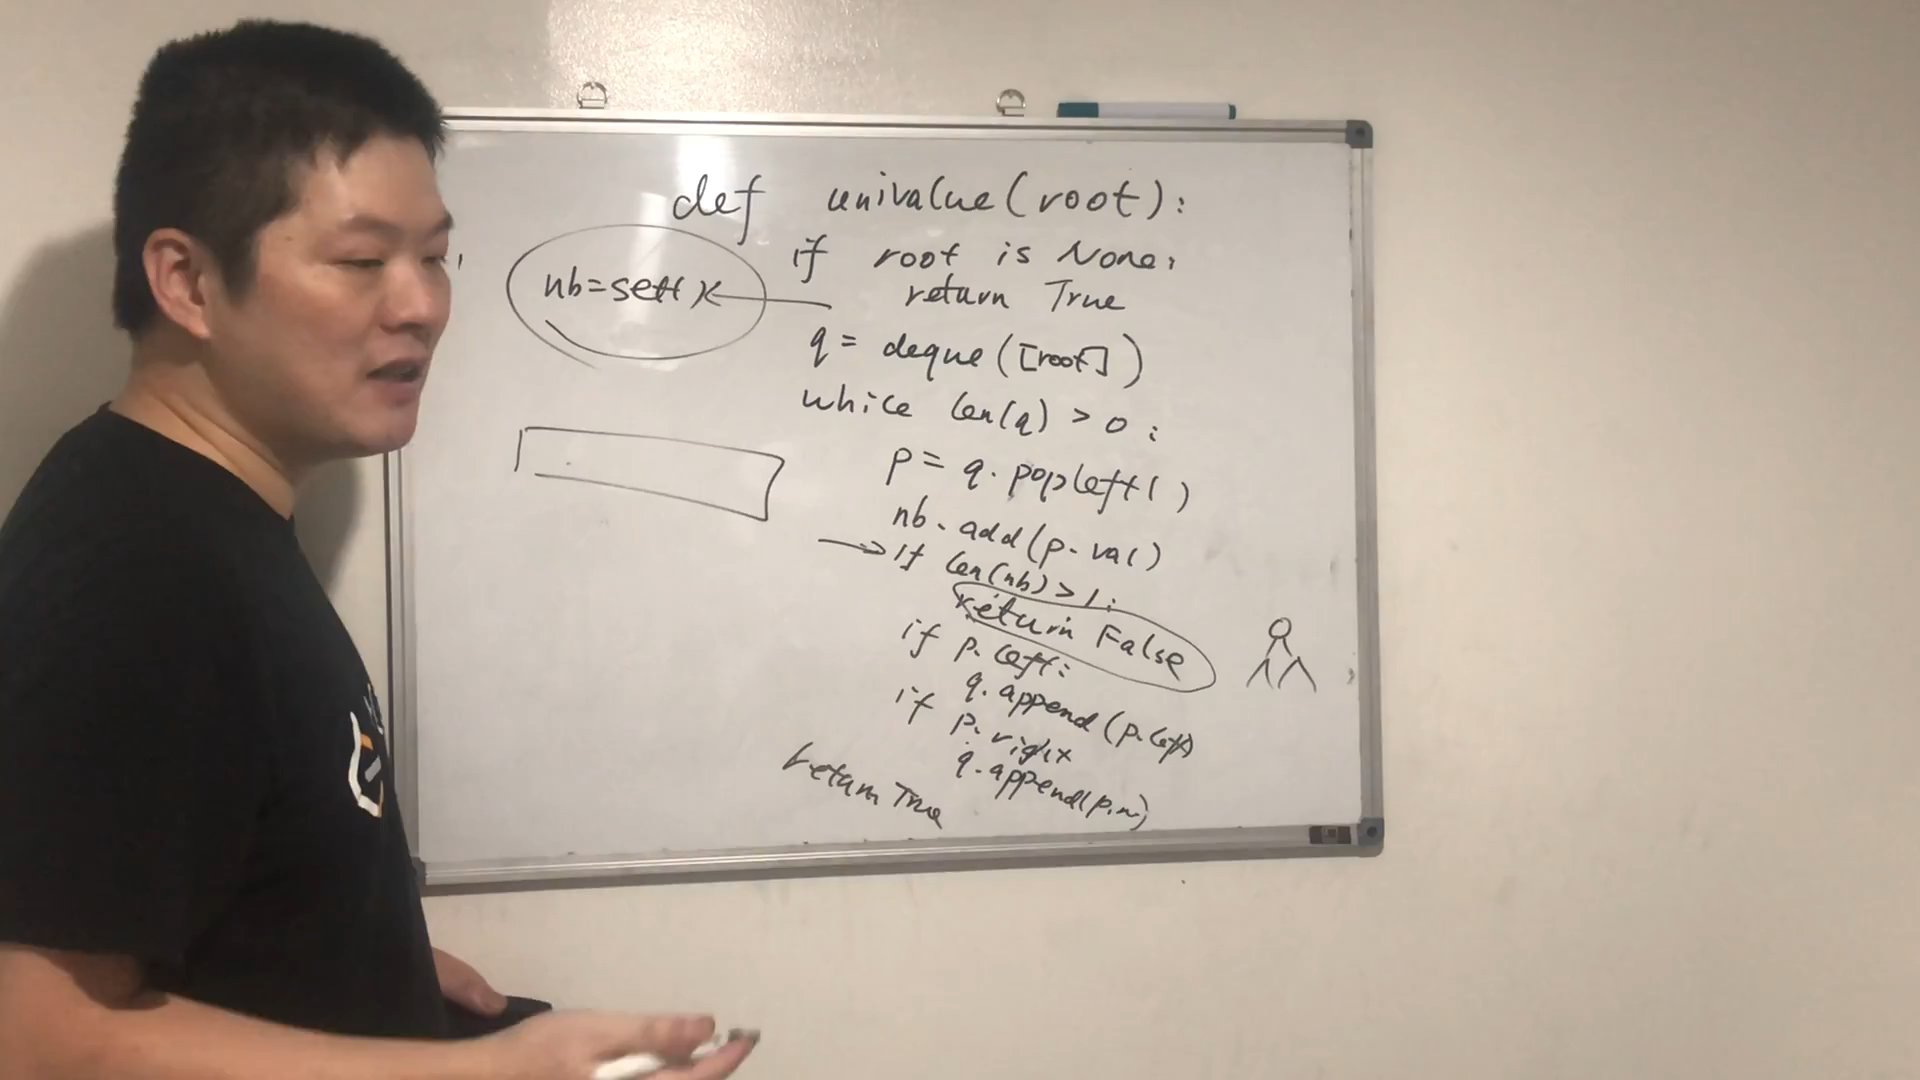 def univalue(root):
if root is None:
nb=set()
return True
q = deque([root])
while len(q) > 0:
p = q.popleft()
nb.add(p.val)
if len(nb) > 1:
return False
if p.left:
q.append(p.left)
if p.right
q.append(p.r)
return True